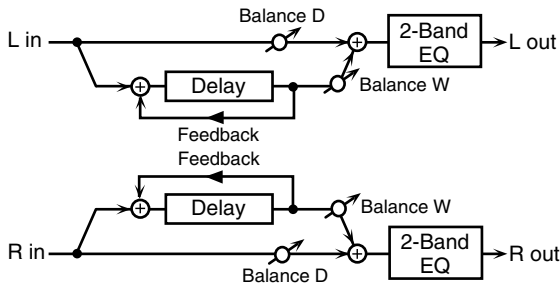 Balance D
L in
2-Band
EQ
L out
Delay
Balance W
Feedback
Feedback
Delay
Balance W
R in
2-Band
EQ
R out
Balance D